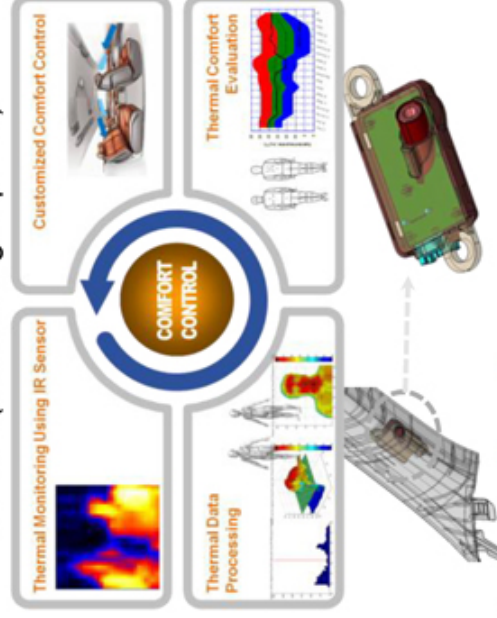 Thermal Monitoring Using IR Sensor
Customized Comfort Control
COMFORT
CONTROL
Thermal Data
Processing
Thermal Comfort
Evaluation